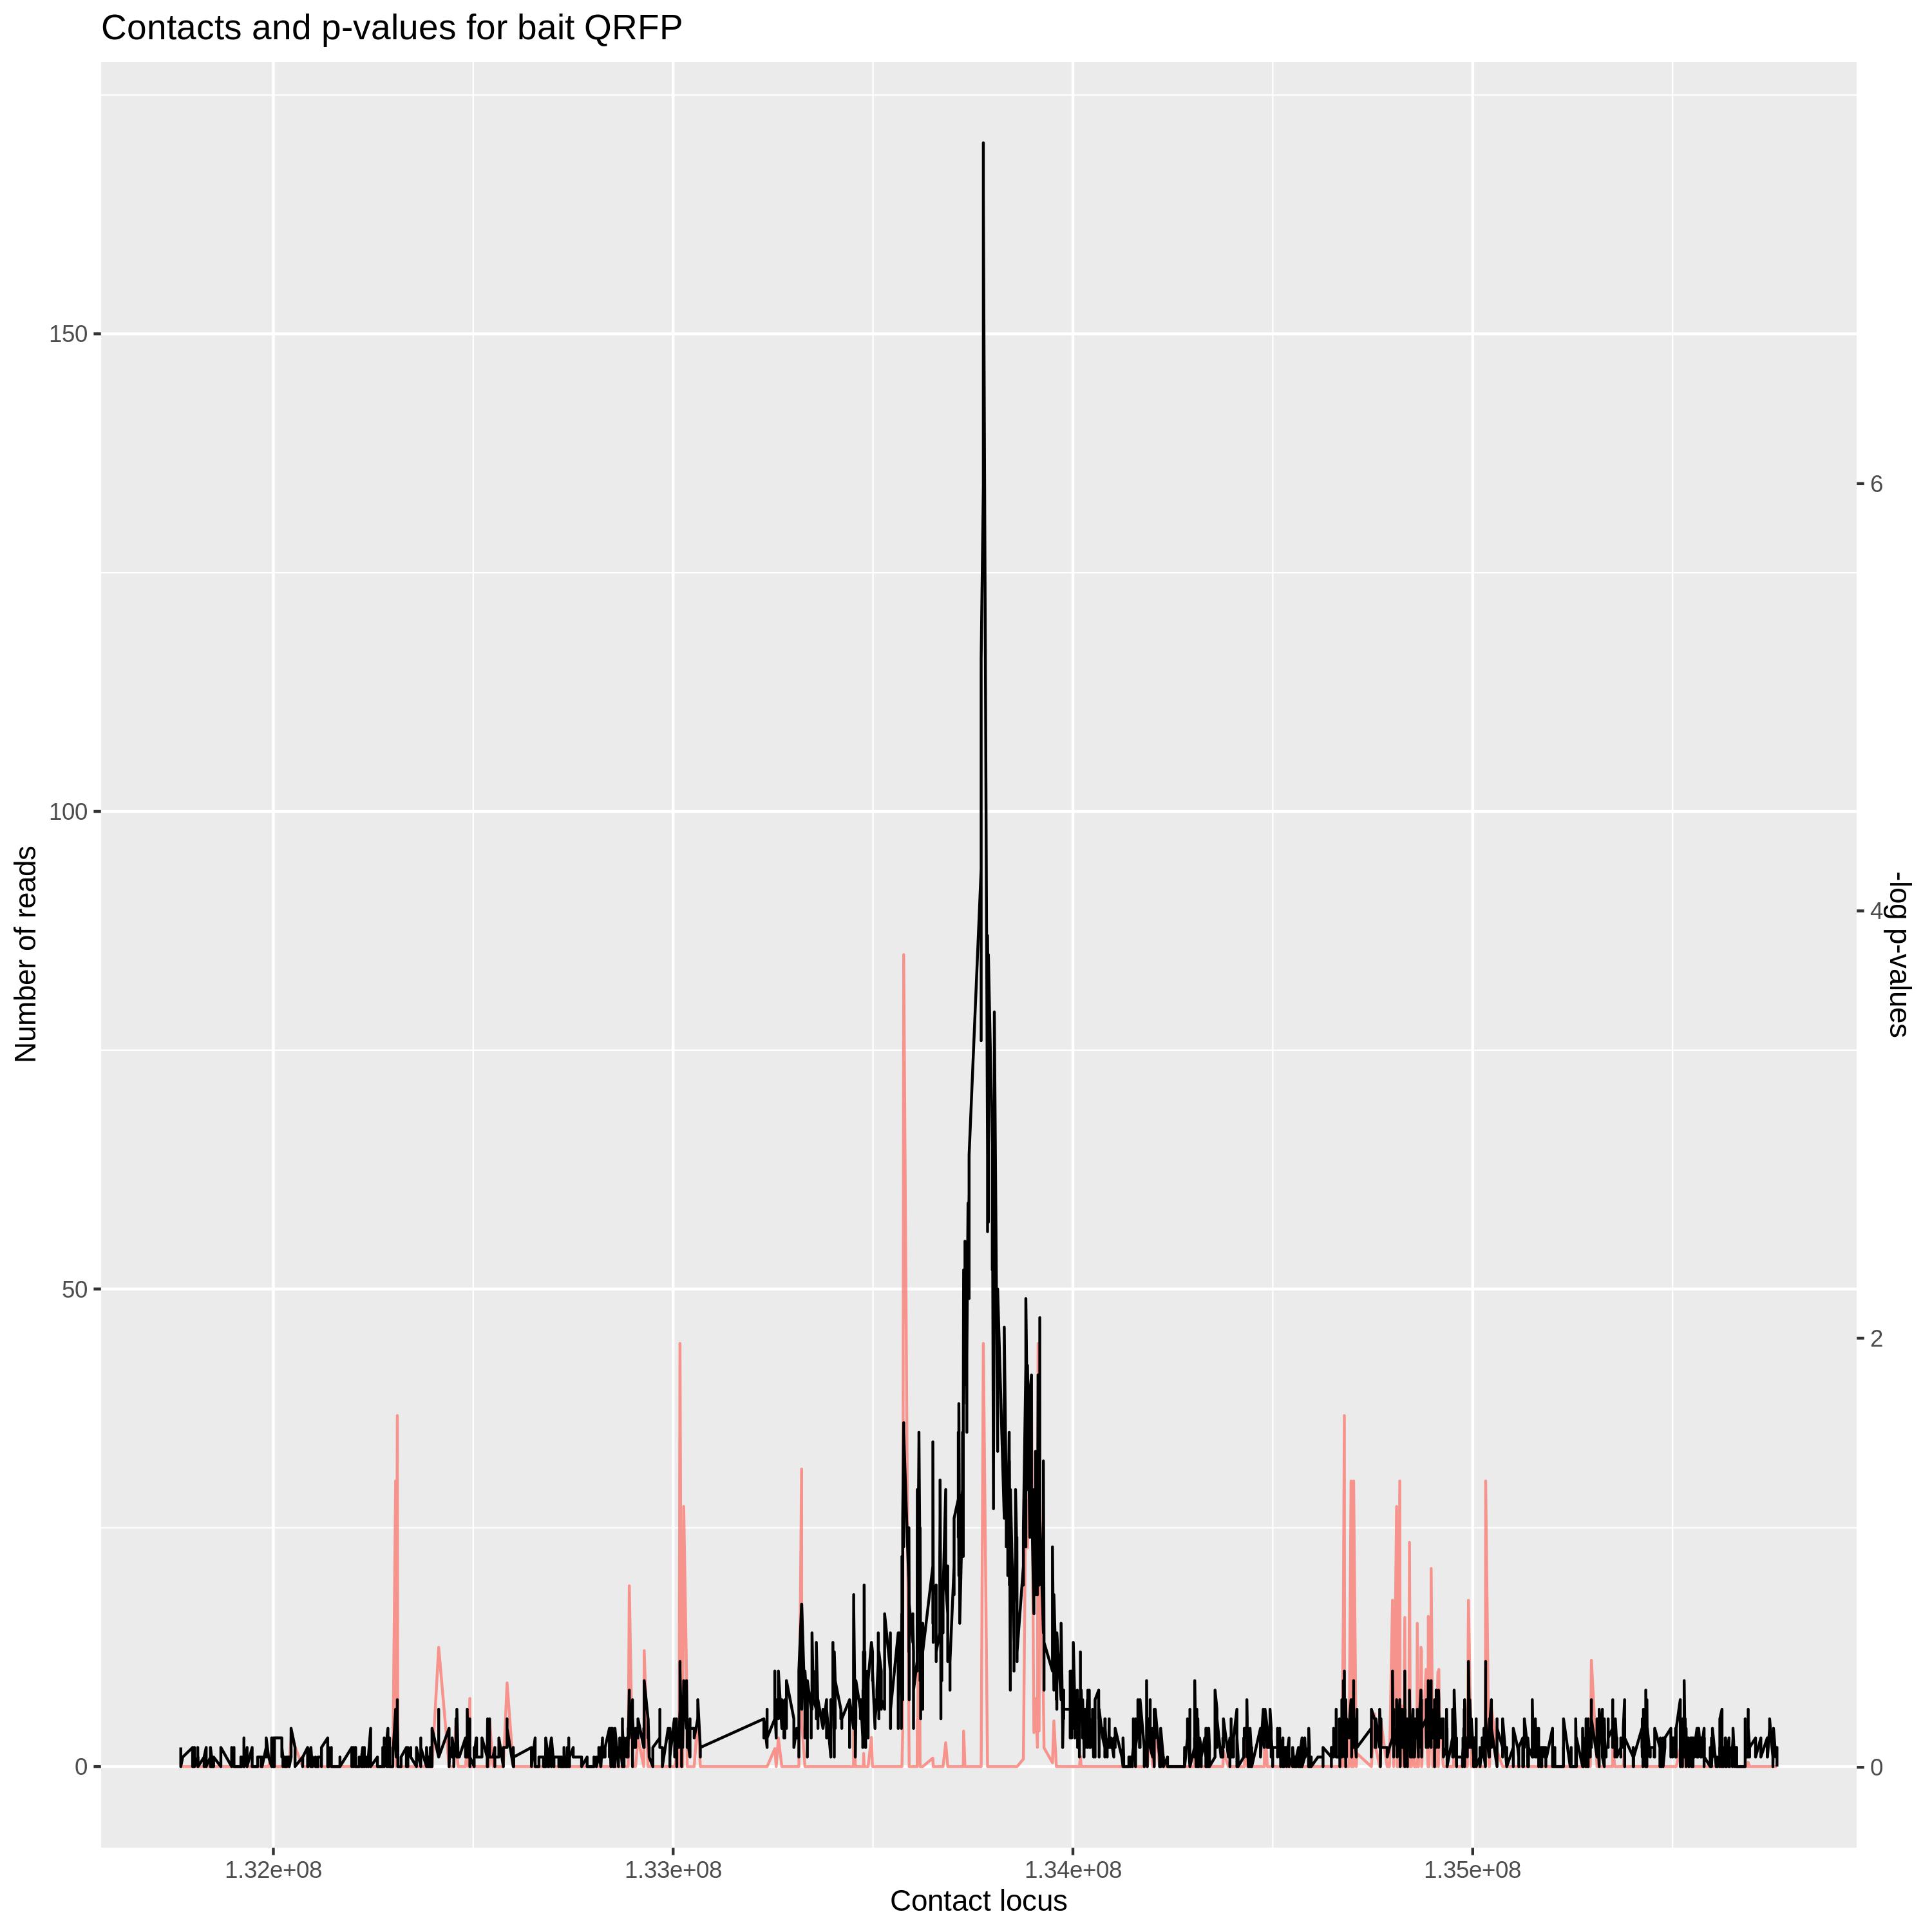 Contacts and p-values for bait QRFP
150
100
50
0
Number of reads
6
4
2
0
-log p-values
1.32e+08
1.33e+08
1.34e+08
1.35e+08
Contact locus